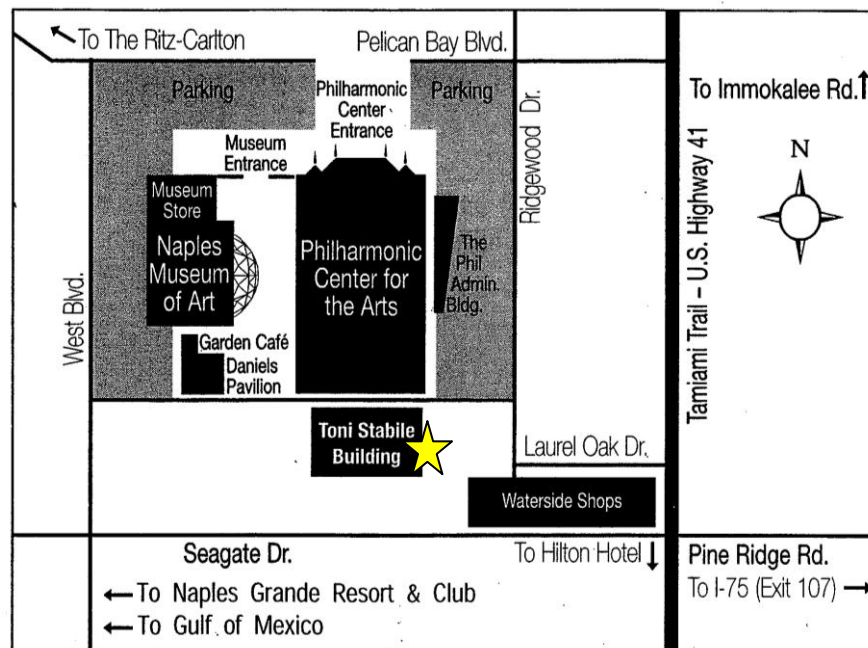 To The Ritz-Carlton
Pelican Bay Blvd.
Parking
Philharmonic
Center
Entrance
Parking
To Immokalee Rd.
Museum
Entrance
Ridgewood Dr.
Tamiami Trail – U.S. Highway 41
N
Museum
Store
Naples
Museum
of Art
Philharmonic
Center for
the Arts
The
Phil
Admin.
Bldg.
West Blvd.
Garden Café
Daniels
Pavilion
Toni Stabile
Building
Laurel Oak Dr.
Waterside Shops
Seagate Dr.
To Hilton Hotel
Pine Ridge Rd.
To I-75 (Exit 107)
To Naples Grande Resort & Club
To Gulf of Mexico